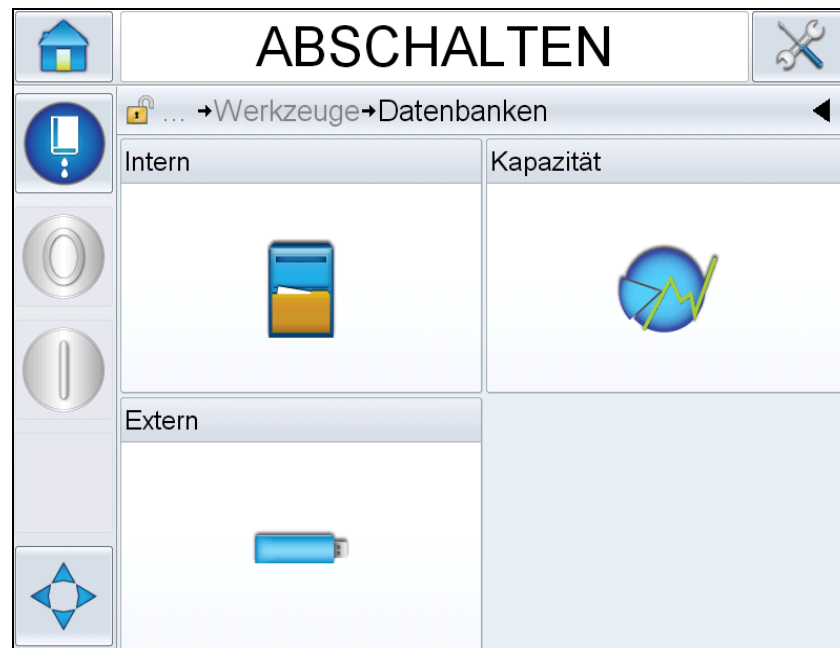 ABSCHALTEN
... →Werkzeuge→Datenbanken
Intern
Kapazität
Extern